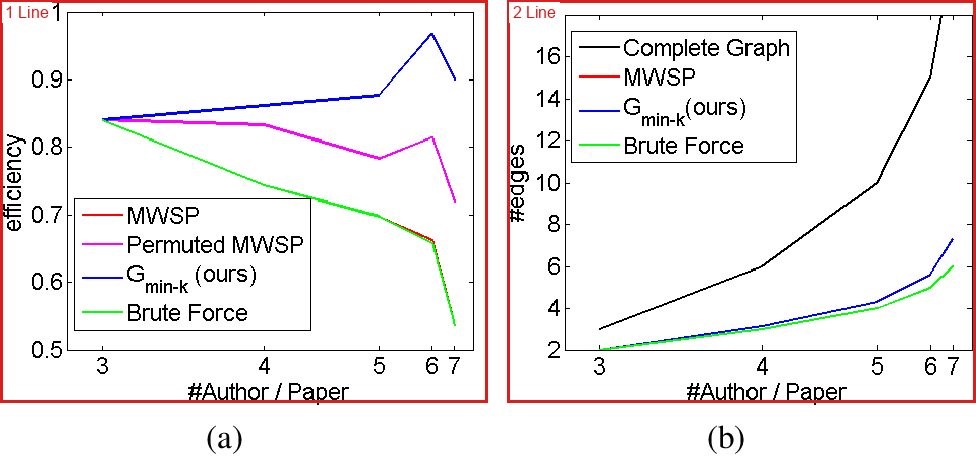 1 Line
1
0.9
0.8
0.7
0.6
0.5
efficiency
MWSP
Permuted MWSP
Gmin-k (ours)
Brute Force
3 4 5 6 7
#Author / Paper
(a)
2 Line
16
14
12
10
8
6
4
2
#edges
Complete Graph
MWSP
Gmin-k (ours)
Brute Force
3 4 5 6 7
#Author / Paper
(b)